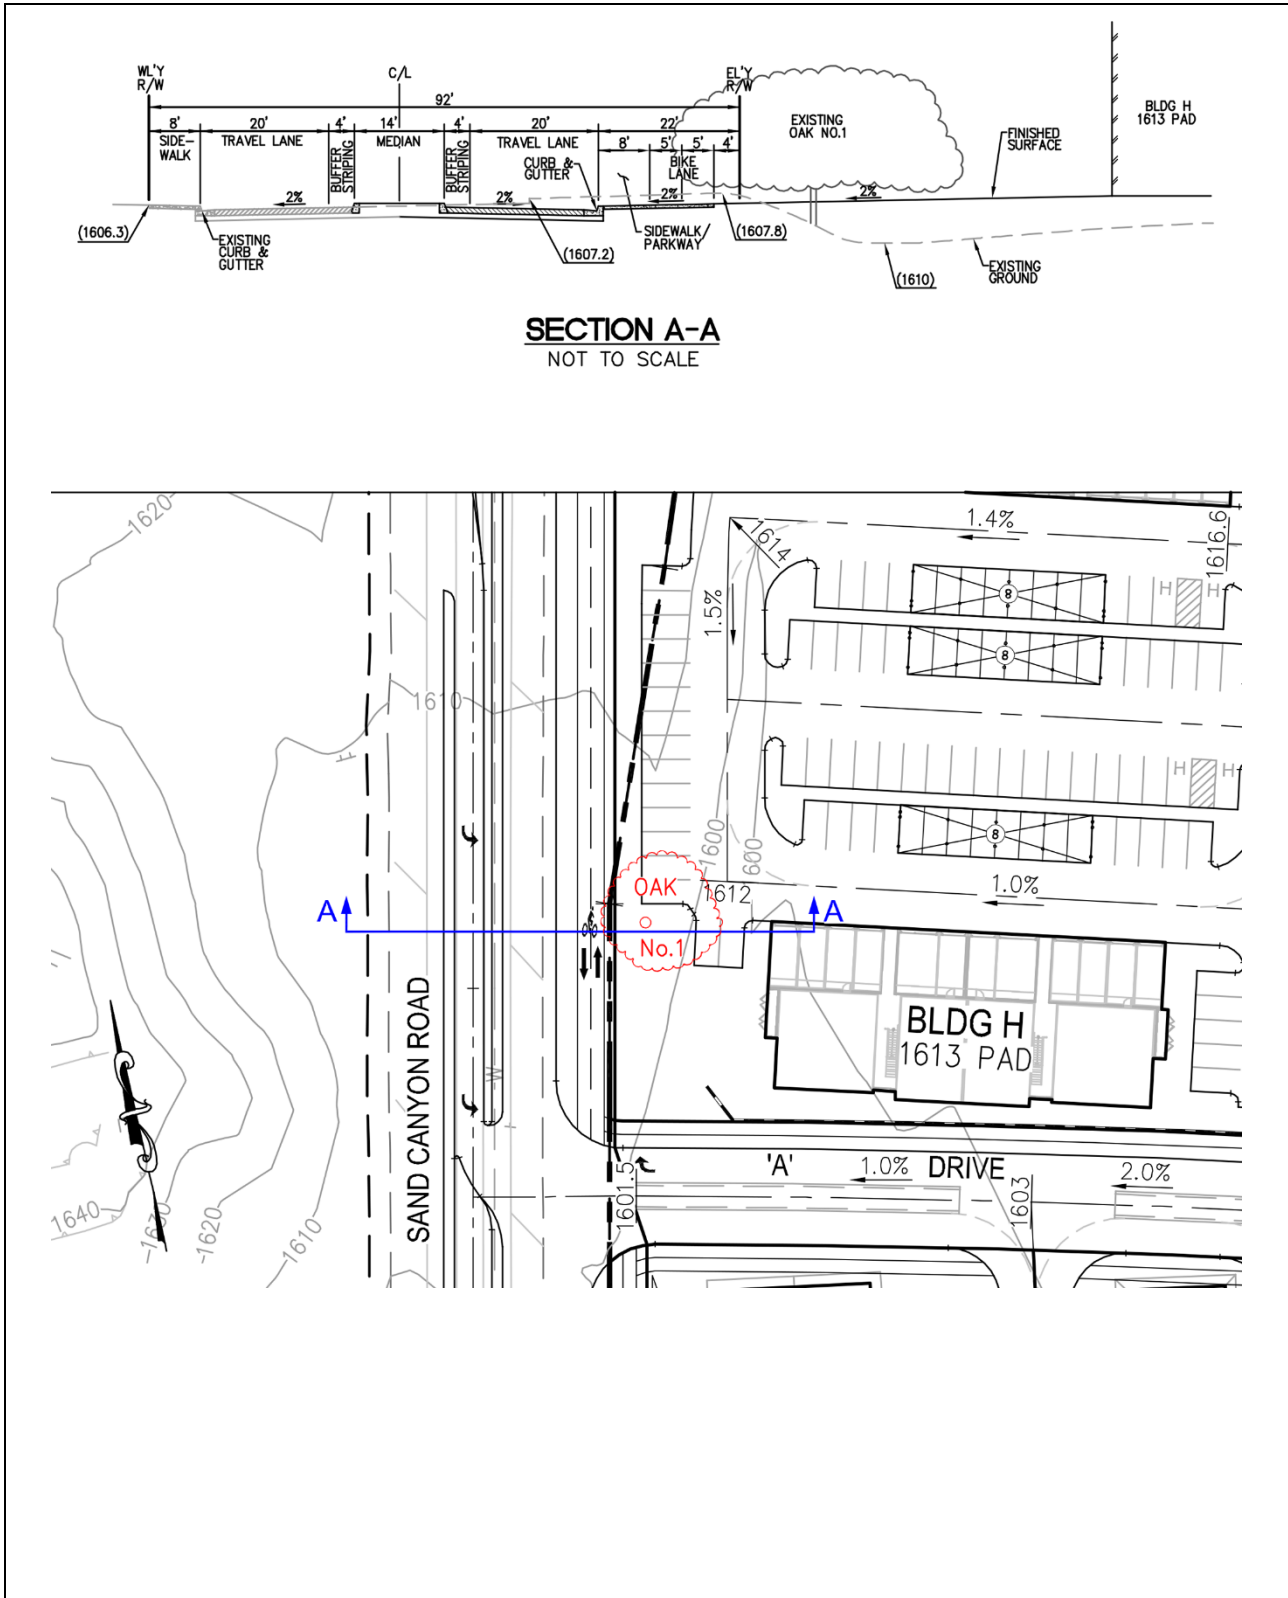 WL'Y
R/W
C/L
EL'Y
R/W
92'
8'
20'
4'
14'
4'
20'
22'
SIDE-
WALK
TRAVEL LANE
BUFFER
STRIPING
MEDIAN
BUFFER
STRIPING
TRAVEL LANE
CURB &
GUTTER
8'
5'
5'
4'
BIKE
LANE
EXISTING
OAK NO.1
FINISHED
SURFACE
BLDG H
1613 PAD
2%
2%
2%
2%
(1606.3)
EXISTING
CURB &
GUTTER
(1607.2)
SIDEWALK/
PARKWAY
(1607.8)
(1610)
EXISTING
GROUND
SECTION A-A
NOT TO SCALE
1620
1614
1.4%
1616.6
1.5%
8
H
H
8
1610
H
H
8
1600
600
OAK
No.1
1612
1.0%
A
A
SAND CANYON ROAD
W
BLDG H
1613 PAD
'A' DRIVE
1.0%
2.0%
1601.5
1603
1640
1630
1620
1610